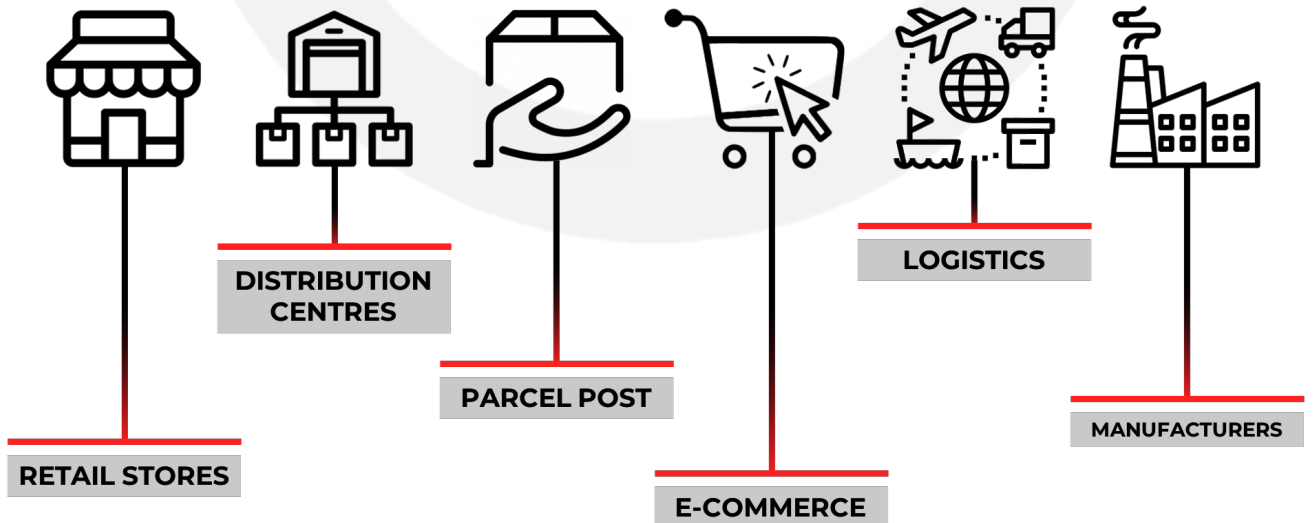 RETAIL STORES
DISTRIBUTION
CENTRES
PARCEL POST
E-COMMERCE
LOGISTICS
MANUFACTURERS